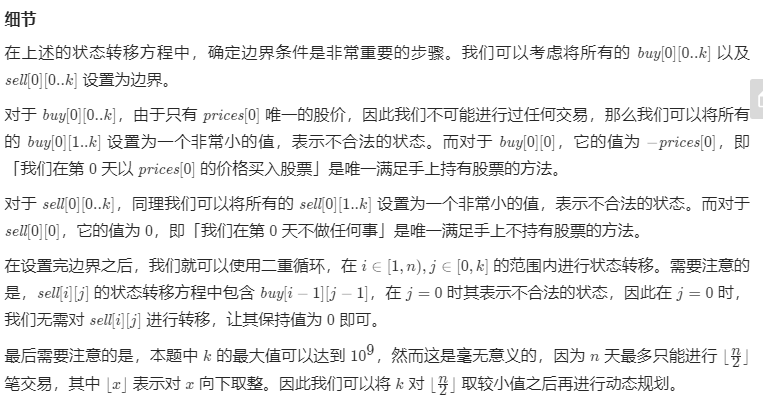 细节
在上述的状态转移方程中，确定边界条件是非常重要的步骤。我们可以考虑将所有的 buy[0][0..k] 以及
sell[0][0..k] 设置为边界。
对于 buy[0][0..k]，由于只有 prices[0] 唯一的股价，因此我们不可能进行过任何交易，那么我们可以将所有
的 buy[0][1..k] 设置为一个非常小的值，表示不合法的状态。而对于 buy[0][0]，它的值为 −prices[0]，即
「我们在第 0 天以 prices[0] 的价格买入股票」是唯一满足手上持有股票的方法。
对于 sell[0][0..k]，同理我们可以将所有的 sell[0][1..k] 设置为一个非常小的值，表示不合法的状态。而对于
sell[0][0]，它的值为 0，即「我们在第 0 天不做任何事」是唯一满足手上不持有股票的方法。
在设置完边界之后，我们就可以使用二重循环，在 i ∈ [1, n), j ∈ [0, k] 的范围内进行状态转移。需要注意的
是，sell[i][j] 的状态转移方程中包含 buy[i − 1][j − 1]，在 j = 0 时其表示不合法的状态，因此在 j = 0 时，
我们无需对 sell[i][j] 进行转移，让其保持值为 0 即可。
最后需要注意的是，本题中 k 的最大值可以达到 10⁹，然而这是毫无意义的，因为 n 天最多只能进行 ⌊n/2⌋
笔交易，其中 ⌊x⌋ 表示对 x 向下取整。因此我们可以将 k 对 ⌊n/2⌋ 取较小值之后再进行动态规划。